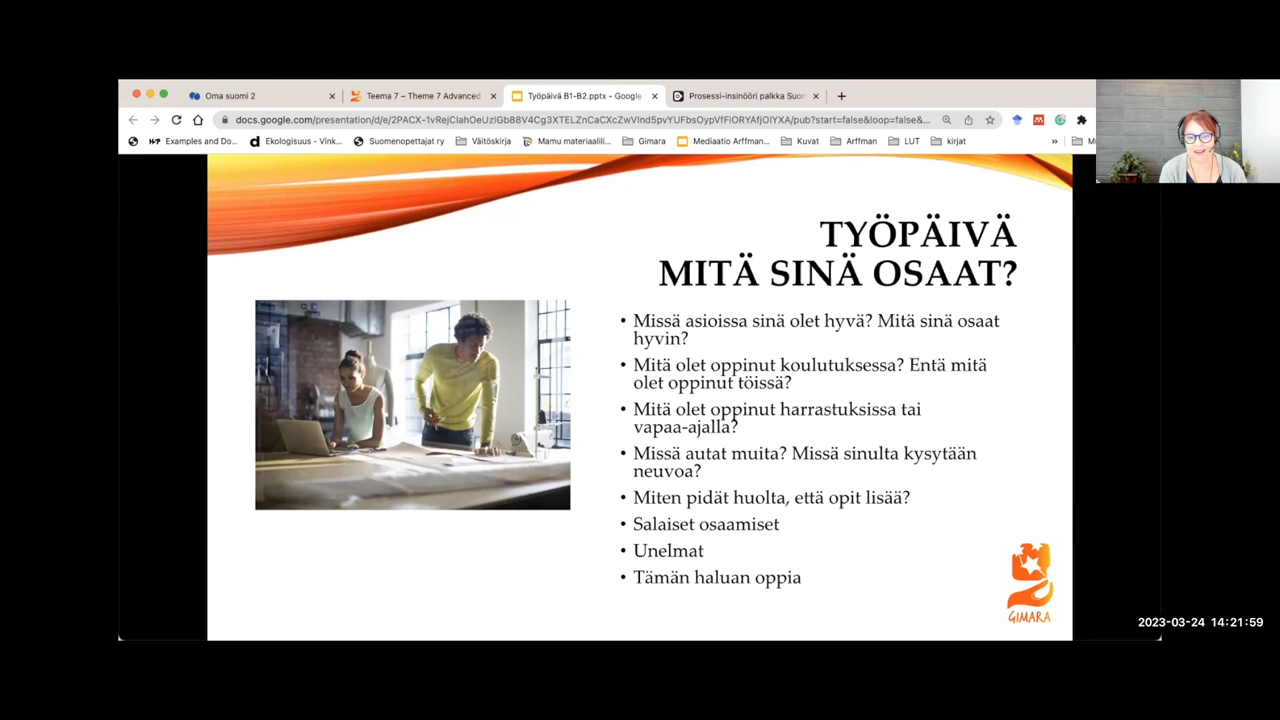 Oma suomi 2
Teema 7 – Theme 7 Advanced
Työpäivä B1-B2.pptx - Google
Prosessi-insinööri palkka Suom
docs.google.com/presentation/d/e/2PACX-1vRejClahOeUzlGb88V4Cg3XTELZnCaCXcZwVlnd5pvYUFbsOypVfFiORYAfjOIYXA/pub?start=false&loop=false&...
Examples and Do...
Ekologisuus - Vink...
Suomenopettajat ry
Väitöskirja
Mamu materiaalili...
Gimara
Mediaatio Arffman...
Kuvat
Arffman
LUT
kirjat
»
TYÖPÄIVÄ
MITÄ SINÄ OSAAT?
• Missä asioissa sinä olet hyvä? Mitä sinä osaat
hyvin?
• Mitä olet oppinut koulutuksessa? Entä mitä
olet oppinut töissä?
• Mitä olet oppinut harrastuksissa tai
vapaa-ajalla?
• Missä autat muita? Missä sinulta kysytään
neuvoa?
• Miten pidät huolta, että opit lisää?
• Salaiset osaamiset
• Unelmat
• Tämän haluan oppia
GIMARA
2023-03-24 14:21:59